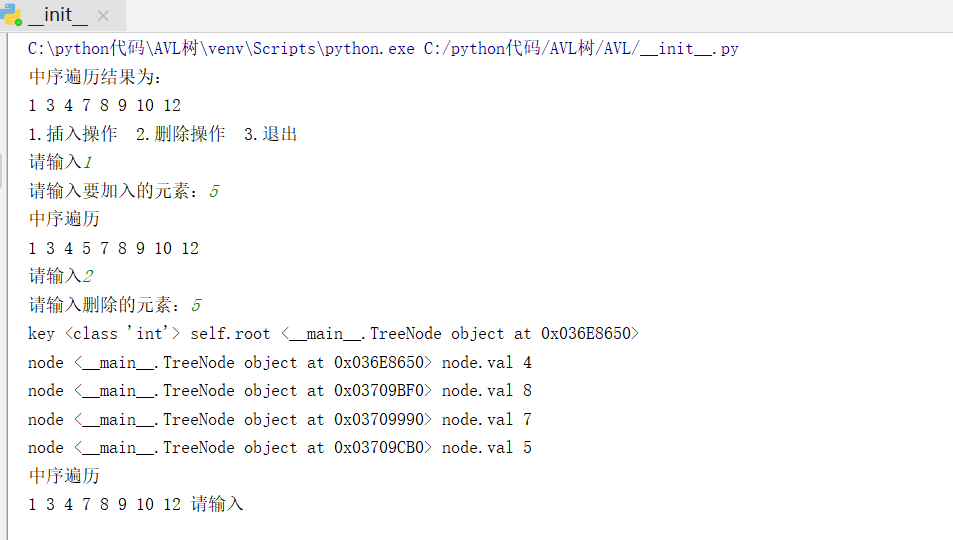 __init__
C:\python代码\AVL树\venv\Scripts\python.exe C:/python代码/AVL树/AVL/__init__.py
中序遍历结果为:
1 3 4 7 8 9 10 12
1.插入操作  2.删除操作  3.退出
请输入1
请输入要加入的元素：5
中序遍历
1 3 4 5 7 8 9 10 12
请输入2
请输入删除的元素：5
key <class 'int'> self.root <__main__.TreeNode object at 0x036E8650>
node <__main__.TreeNode object at 0x036E8650> node.val 4
node <__main__.TreeNode object at 0x03709BF0> node.val 8
node <__main__.TreeNode object at 0x03709990> node.val 7
node <__main__.TreeNode object at 0x03709CB0> node.val 5
中序遍历
1 3 4 7 8 9 10 12 请输入